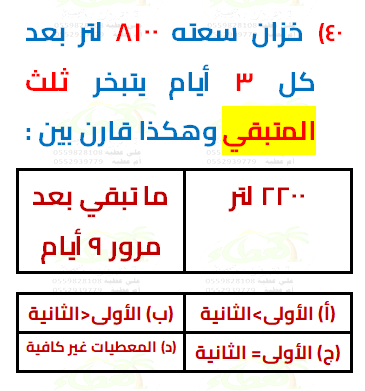 ٤٠) خزان سعته ٨١٠٠ لتر بعد
كل ٣ أيام يتبخر ثلث
المتبقي وهكذا قارن بين :
٢٢٠٠ لتر
ما تبقي بعد
مرور ٩ أيام
(أ) الأولى>الثانية
(ب) الأولى<الثانية
(ج) الأولى= الثانية
(د) المعطيات غير كافية